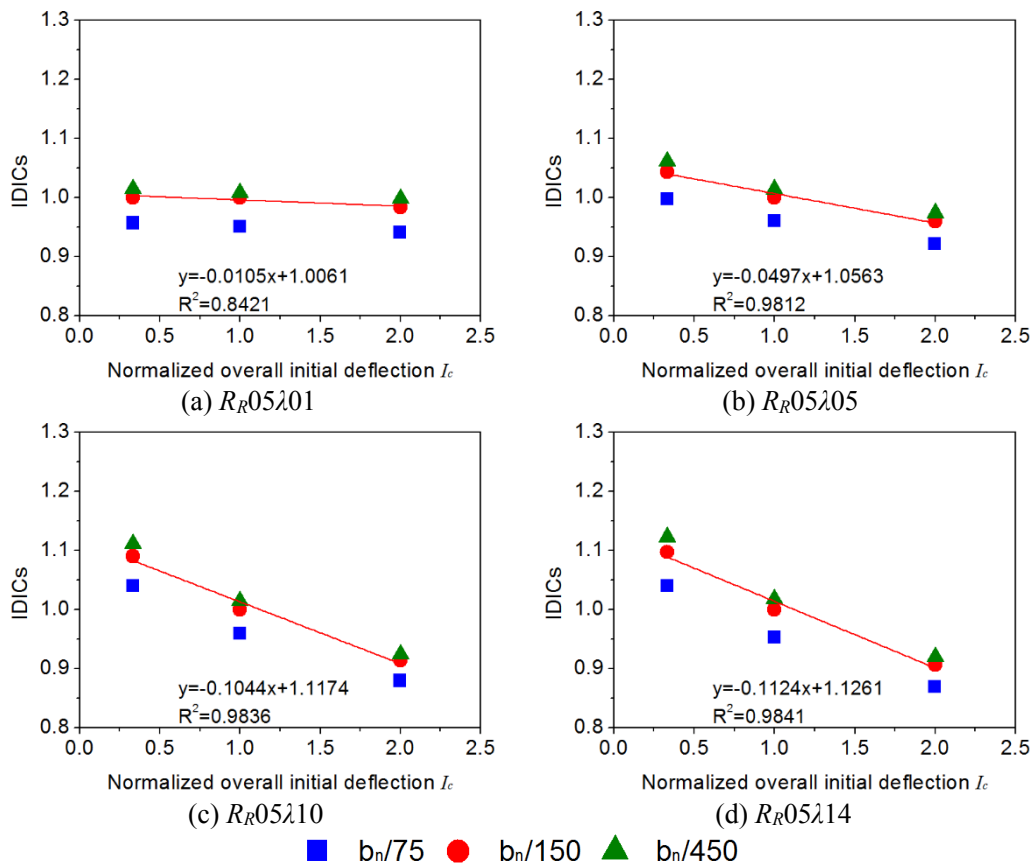 1.3
1.2
1.1
1.0
0.9
0.8
IDICs
y=-0.0105x+1.0061
R²=0.8421
0.0 0.5 1.0 1.5 2.0 2.5
Normalized overall initial deflection Ic
(a) RR05λ01
1.3
1.2
1.1
1.0
0.9
0.8
IDICs
y=-0.0497x+1.0563
R²=0.9812
0.0 0.5 1.0 1.5 2.0 2.5
Normalized overall initial deflection Ic
(b) RR05λ05
1.3
1.2
1.1
1.0
0.9
0.8
IDICs
y=-0.1044x+1.1174
R²=0.9836
0.0 0.5 1.0 1.5 2.0 2.5
Normalized overall initial deflection Ic
(c) RR05λ10
1.3
1.2
1.1
1.0
0.9
0.8
IDICs
y=-0.1124x+1.1261
R²=0.9841
0.0 0.5 1.0 1.5 2.0 2.5
Normalized overall initial deflection Ic
(d) RR05λ14
bn/75 bn/150 bn/450